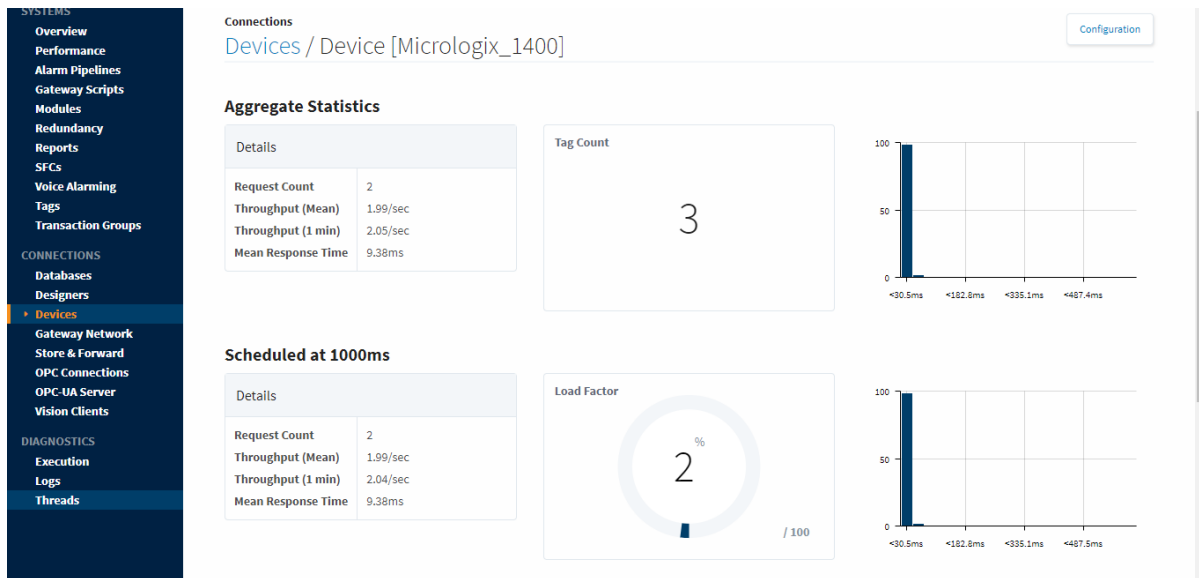 SYSTEMS
Overview
Performance
Alarm Pipelines
Gateway Scripts
Modules
Redundancy
Reports
SFCs
Voice Alarming
Tags
Transaction Groups
CONNECTIONS
Databases
Designers
Devices
Gateway Network
Store & Forward
OPC Connections
OPC-UA Server
Vision Clients
DIAGNOSTICS
Execution
Logs
Threads
Connections
Devices / Device [Micrologix_1400]
Configuration
Aggregate Statistics
Details
Request Count 2
Throughput (Mean) 1.99/sec
Throughput (1 min) 2.05/sec
Mean Response Time 9.38ms
Tag Count
3
100
50
0
<30.5ms <182.8ms <335.1ms <487.4ms
Scheduled at 1000ms
Details
Request Count 2
Throughput (Mean) 1.99/sec
Throughput (1 min) 2.04/sec
Mean Response Time 9.38ms
Load Factor
2 %
/ 100
100
50
0
<30.5ms <182.8ms <335.1ms <487.5ms